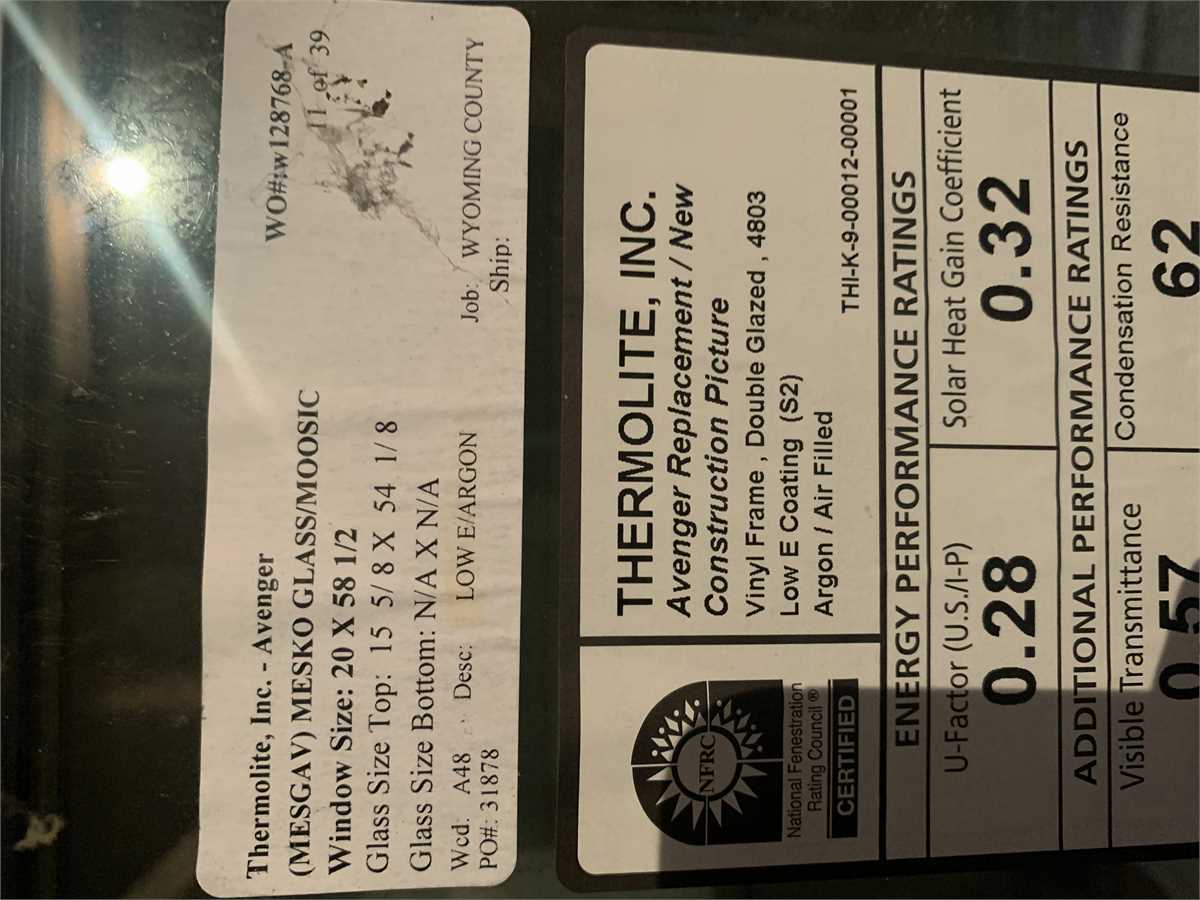 Thermolite, Inc. - Avenger
(MESGAV) MESKO GLASS/MOOSIC
WO#:w128768-A
Window Size: 20 X 58 1/2
11 of 39
Glass Size Top: 15 5/8 X 54 1/8
Glass Size Bottom: N/A X N/A
Wcd. A48 Desc: LOW E/ARGON
Job: WYOMING COUNTY
PO#: 31878
Ship:
NFRC
National Fenestration
Rating Council ®
CERTIFIED
THERMOLITE, INC.
Avenger Replacement / New
Construction Picture
Vinyl Frame , Double Glazed , 4803
Low E Coating (S2)
Argon / Air Filled
THI-K-9-000012-00001
ENERGY PERFORMANCE RATINGS
U-Factor (U.S./I-P)
0.28
Solar Heat Gain Coefficient
0.32
ADDITIONAL PERFORMANCE RATINGS
Visible Transmittance
0.57
Condensation Resistance
62